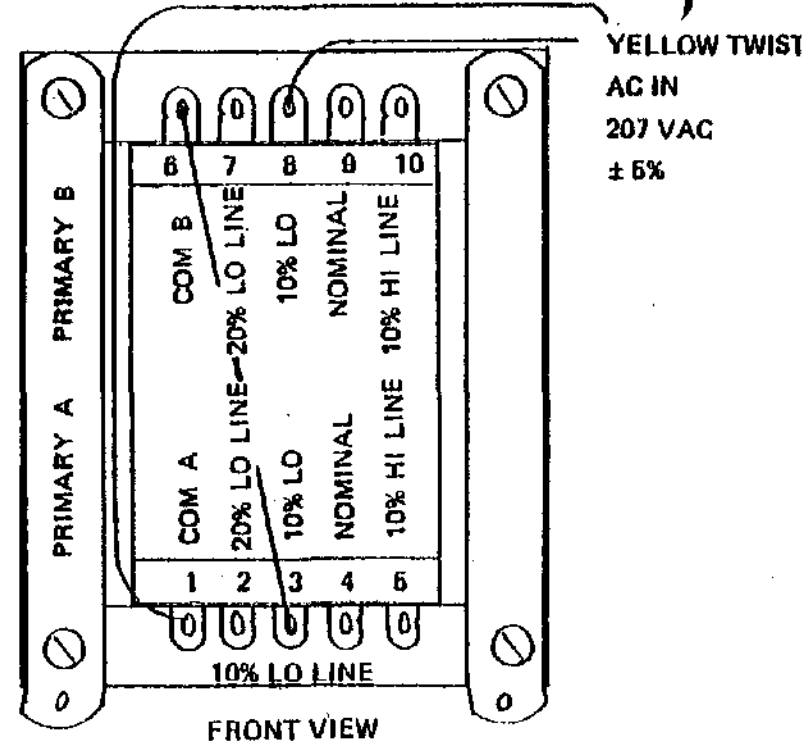 YELLOW TWIST
AC IN
207 VAC
± 5%
6 7 8 9 10
PRIMARY B
COM B
20% LO LINE
10% LO
NOMINAL
10% HI LINE
PRIMARY A
COM A
20% LO LINE
10% LO
NOMINAL
10% HI LINE
1 2 3 4 5
10% LO LINE
FRONT VIEW